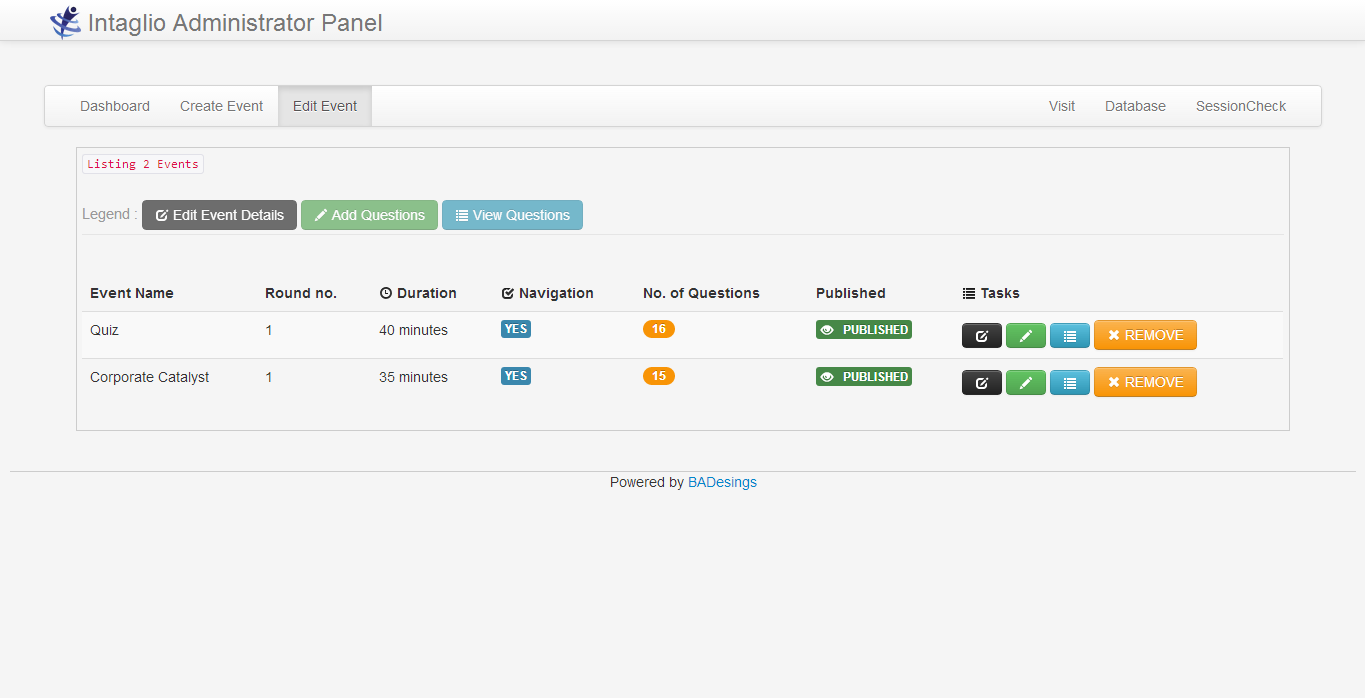 Intaglio Administrator Panel
Dashboard Create Event Edit Event Visit Database SessionCheck
Listing 2 Events
Legend : Edit Event Details Add Questions View Questions
Event Name Round no. Duration Navigation No. of Questions Published Tasks
Quiz 1 40 minutes YES 16 PUBLISHED REMOVE
Corporate Catalyst 1 35 minutes YES 15 PUBLISHED REMOVE
Powered by BADesings